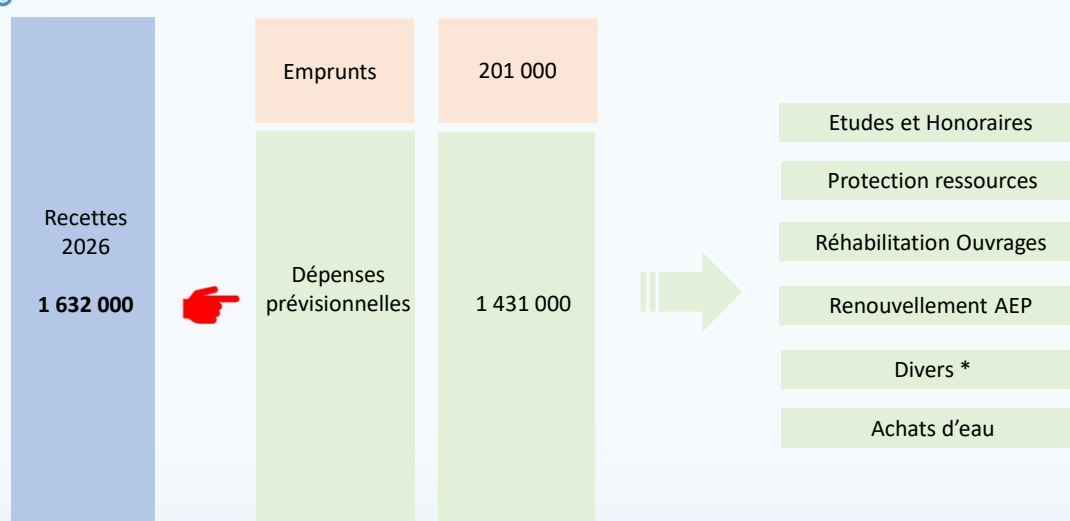 Recettes
2026
1 632 000
Emprunts
201 000
Dépenses
prévisionnelles
1 431 000
Etudes et Honoraires
Protection ressources
Réhabilitation Ouvrages
Renouvellement AEP
Divers *
Achats d’eau